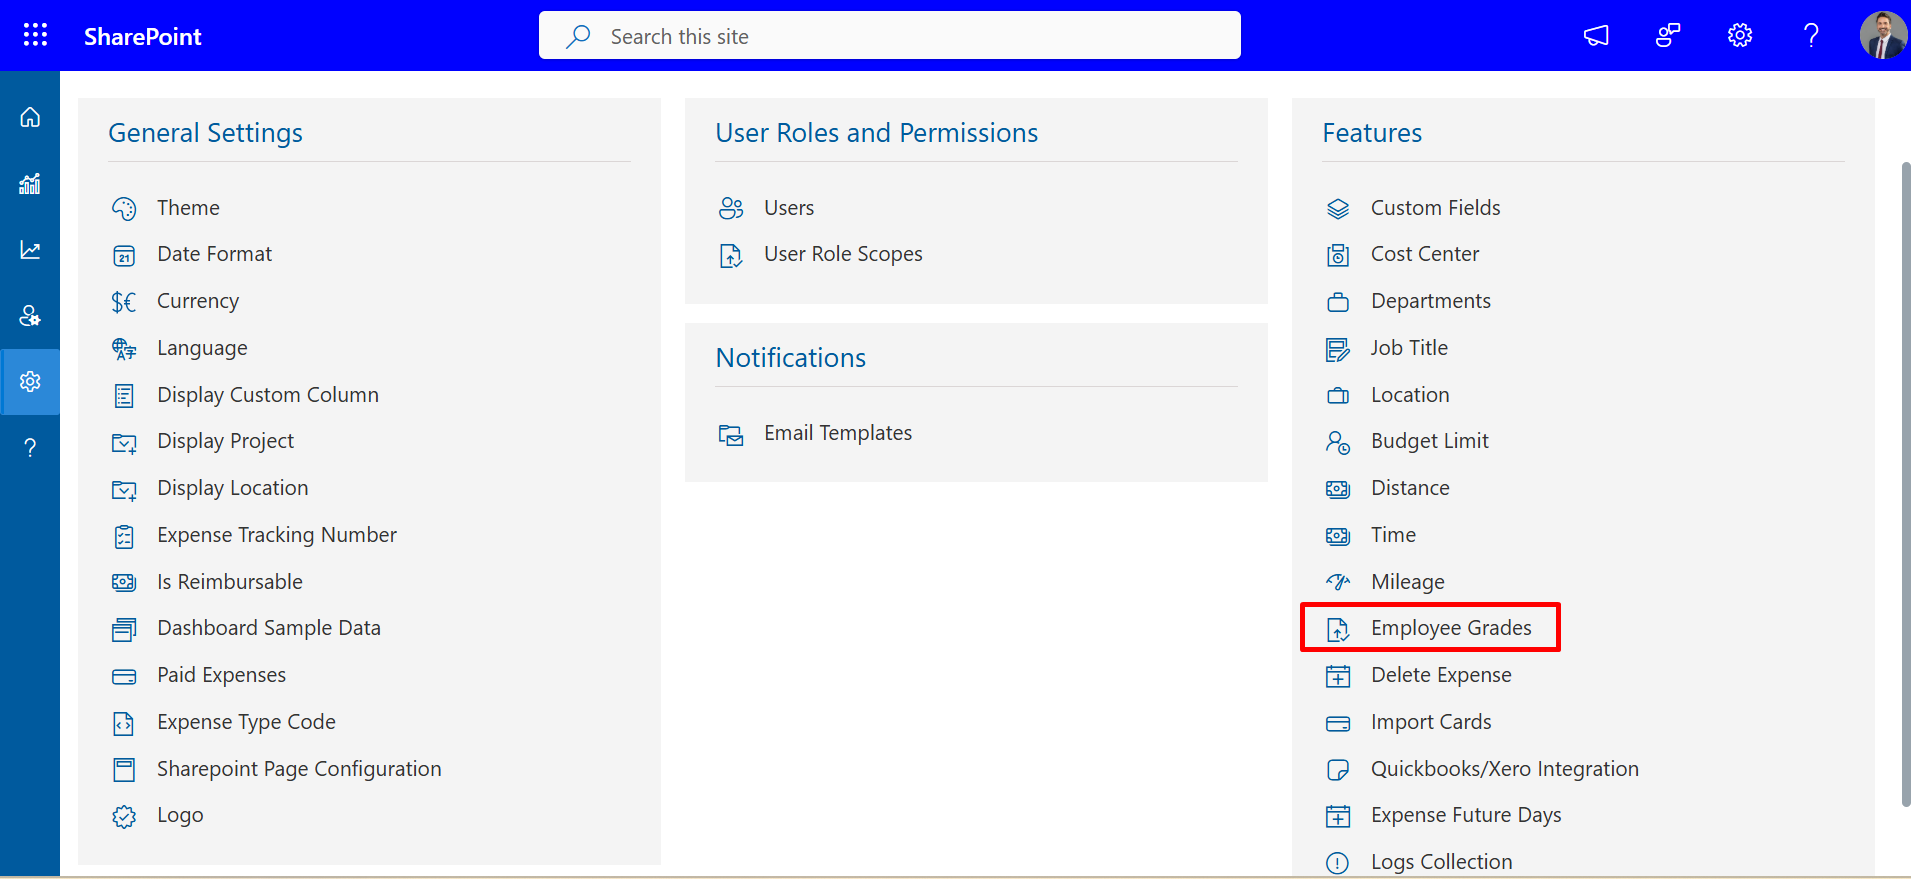 SharePoint
Search this site
General Settings
Theme
Date Format
21
Currency
Language
Display Custom Column
Display Project
Display Location
Expense Tracking Number
Is Reimbursable
Dashboard Sample Data
Paid Expenses
Expense Type Code
Sharepoint Page Configuration
Logo
User Roles and Permissions
Users
User Role Scopes
Notifications
Email Templates
Features
Custom Fields
Cost Center
Departments
Job Title
Location
Budget Limit
Distance
Time
Mileage
Employee Grades
Delete Expense
Import Cards
Quickbooks/Xero Integration
Expense Future Days
Logs Collection